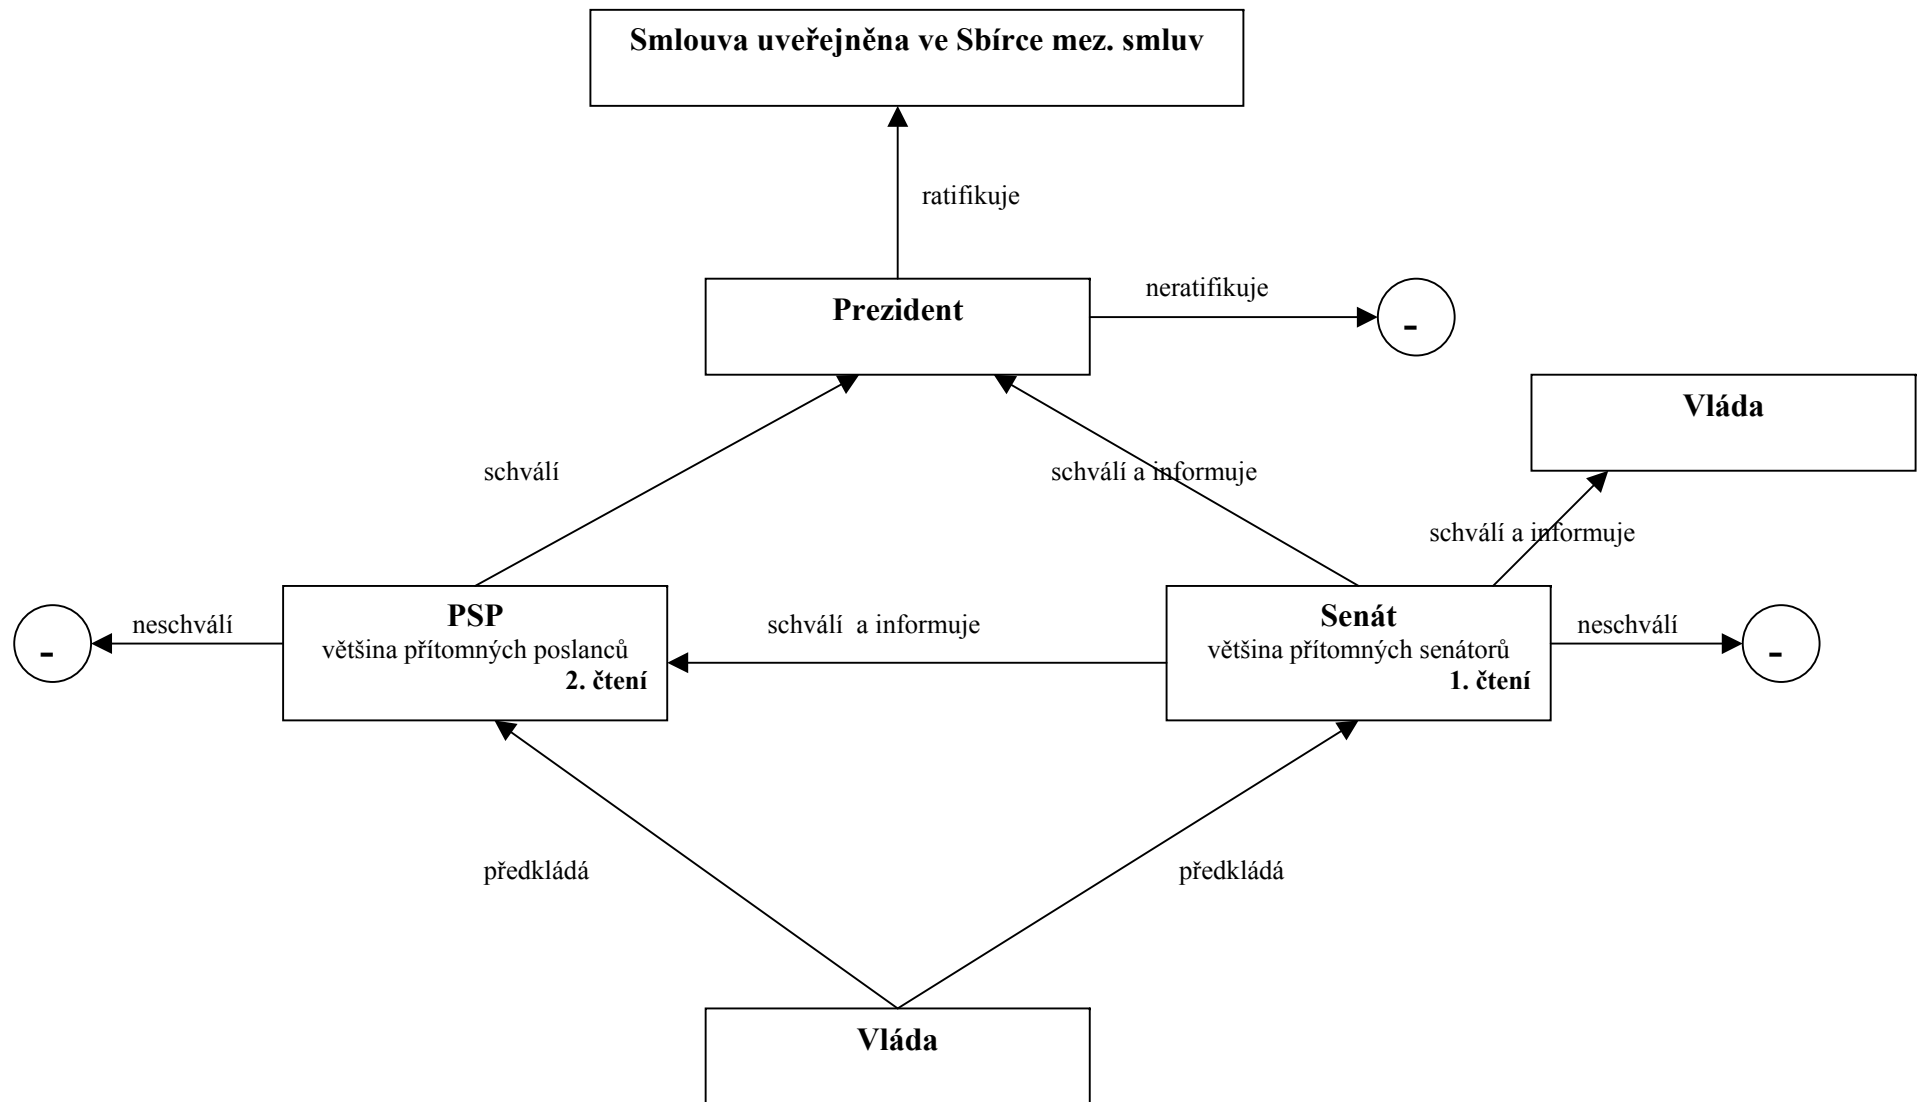 Smlouva uveřejněna ve Sbírce mez. smluv
ratifikuje
Prezident
neratifikuje
-
Vláda
schválí
schválí a informuje
schválí a informuje
-
neschválí
PSP
většina přítomných poslanců
2. čtení
schválí  a informuje
Senát
většina přítomných senátorů
1. čtení
neschválí
-
předkládá
předkládá
Vláda